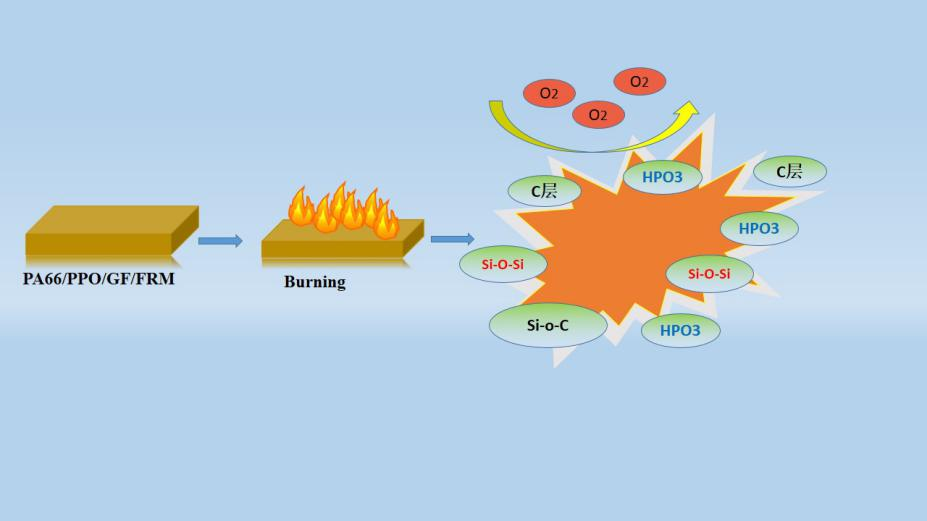 O2
O2
O2
HPO3
C层
C层
HPO3
Si-O-Si
Si-O-Si
PA66/PPO/GF/FRM
Burning
Si-o-C
HPO3